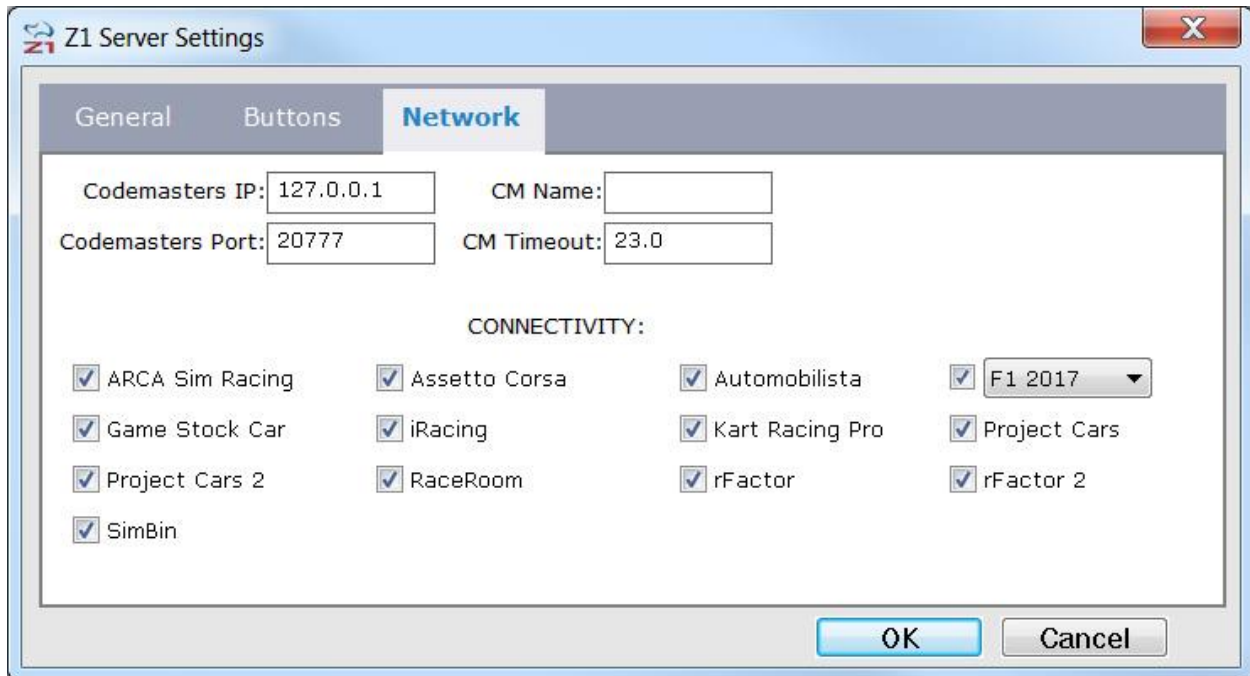 Z1 Z1 Server Settings X
General Buttons Network
Codemasters IP: 127.0.0.1 CM Name:
Codemasters Port: 20777 CM Timeout: 23.0
CONNECTIVITY:
ARCA Sim Racing Assetto Corsa Automobilista F1 2017
Game Stock Car iRacing Kart Racing Pro Project Cars
Project Cars 2 RaceRoom rFactor rFactor 2
SimBin
OK Cancel